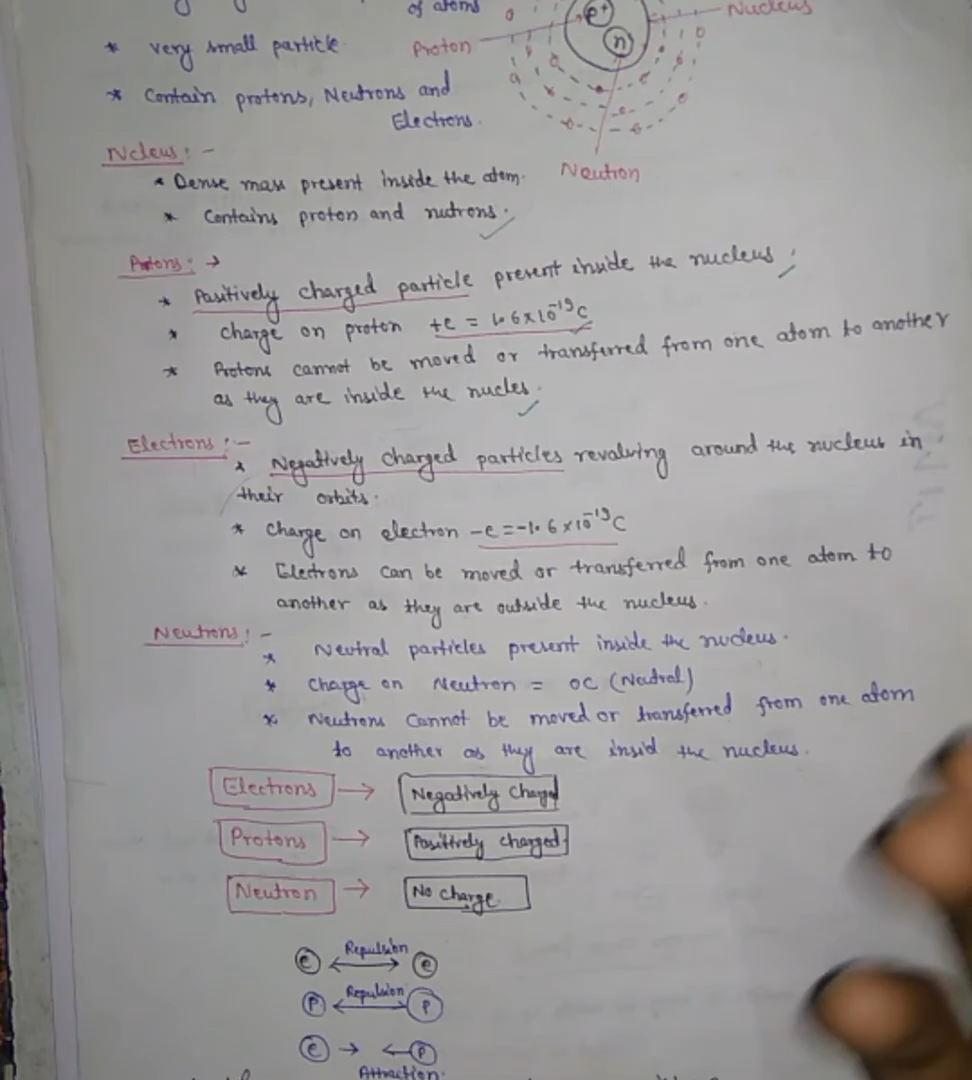 of atoms
Nucleus
e+
n
* very small particle
Proton
* Contain protons, Neutrons and
Electrons.
Ncleus: -
Neutron
* Dense mass present inside the atom.
* Contains proton and nutrons.
Protons: →
* Positively charged particle present inside the nucleus.
* charge on proton +e = 1.6×10⁻¹⁹C
* Protons cannot be moved or transferred from one atom to another
as they are inside the nucles.
Electrons :-
* Negatively charged particles revolving around the nucleus in
their orbits.
* charge on electron -e = -1.6×10⁻¹⁹C
* Electrons can be moved or transferred from one atom to
another as they are outside the nucleus.
Neutrons: -
* Neutral particles present inside the nucleus.
* Charge on Neutron = 0C (Neutral)
* Neutrons Cannot be moved or transferred from one atom
to another as they are insid the nucleus.
Electrons → Negatively Charged
Protons → Positively charged
Neutron → No charge.
e Repulsion e
P Repulsion P
e → ← P
Attraction.